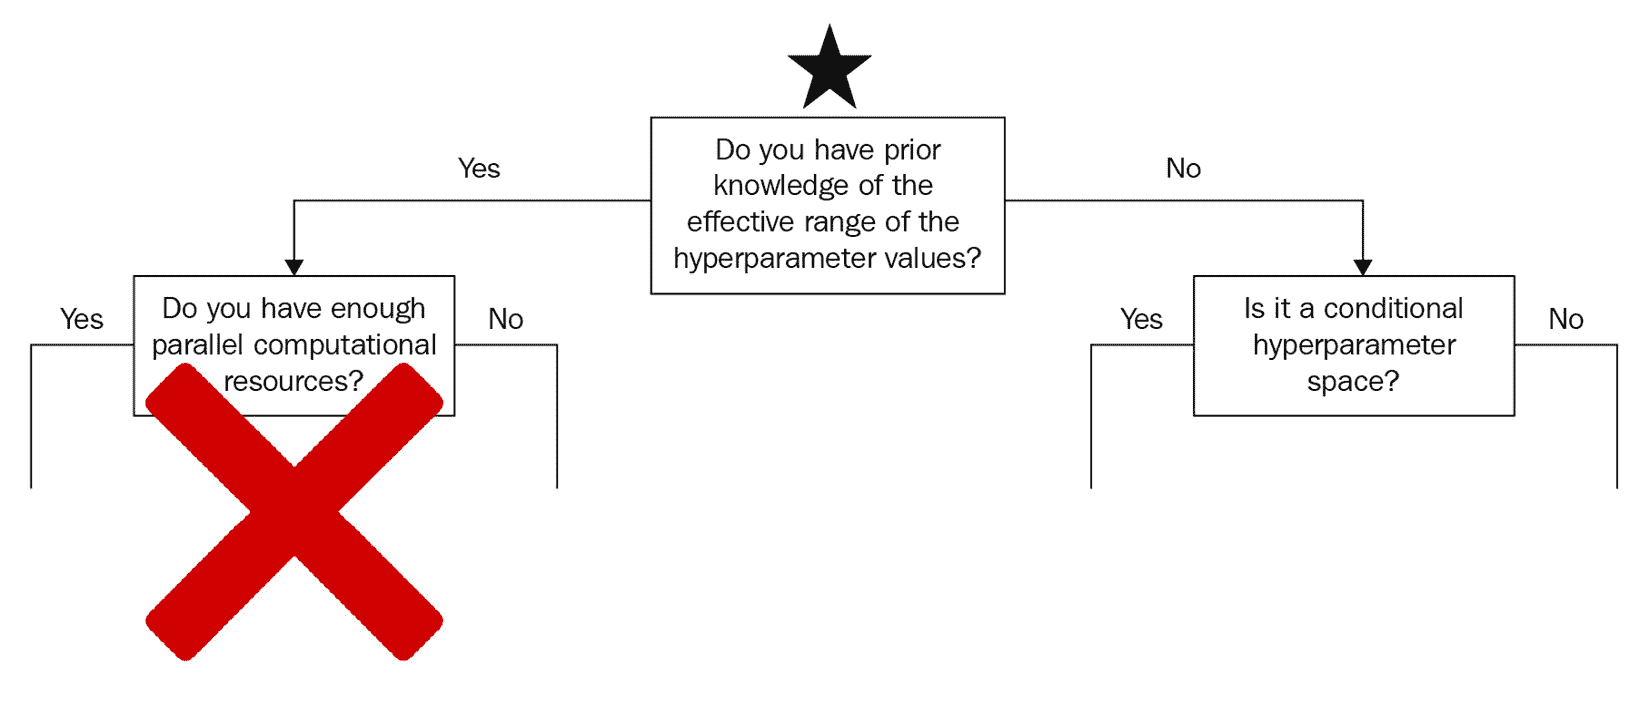 Do you have prior
knowledge of the
effective range of the
hyperparameter values?
Yes
No
Do you have enough
parallel computational
resources?
Yes
No
Is it a conditional
hyperparameter
space?
Yes
No